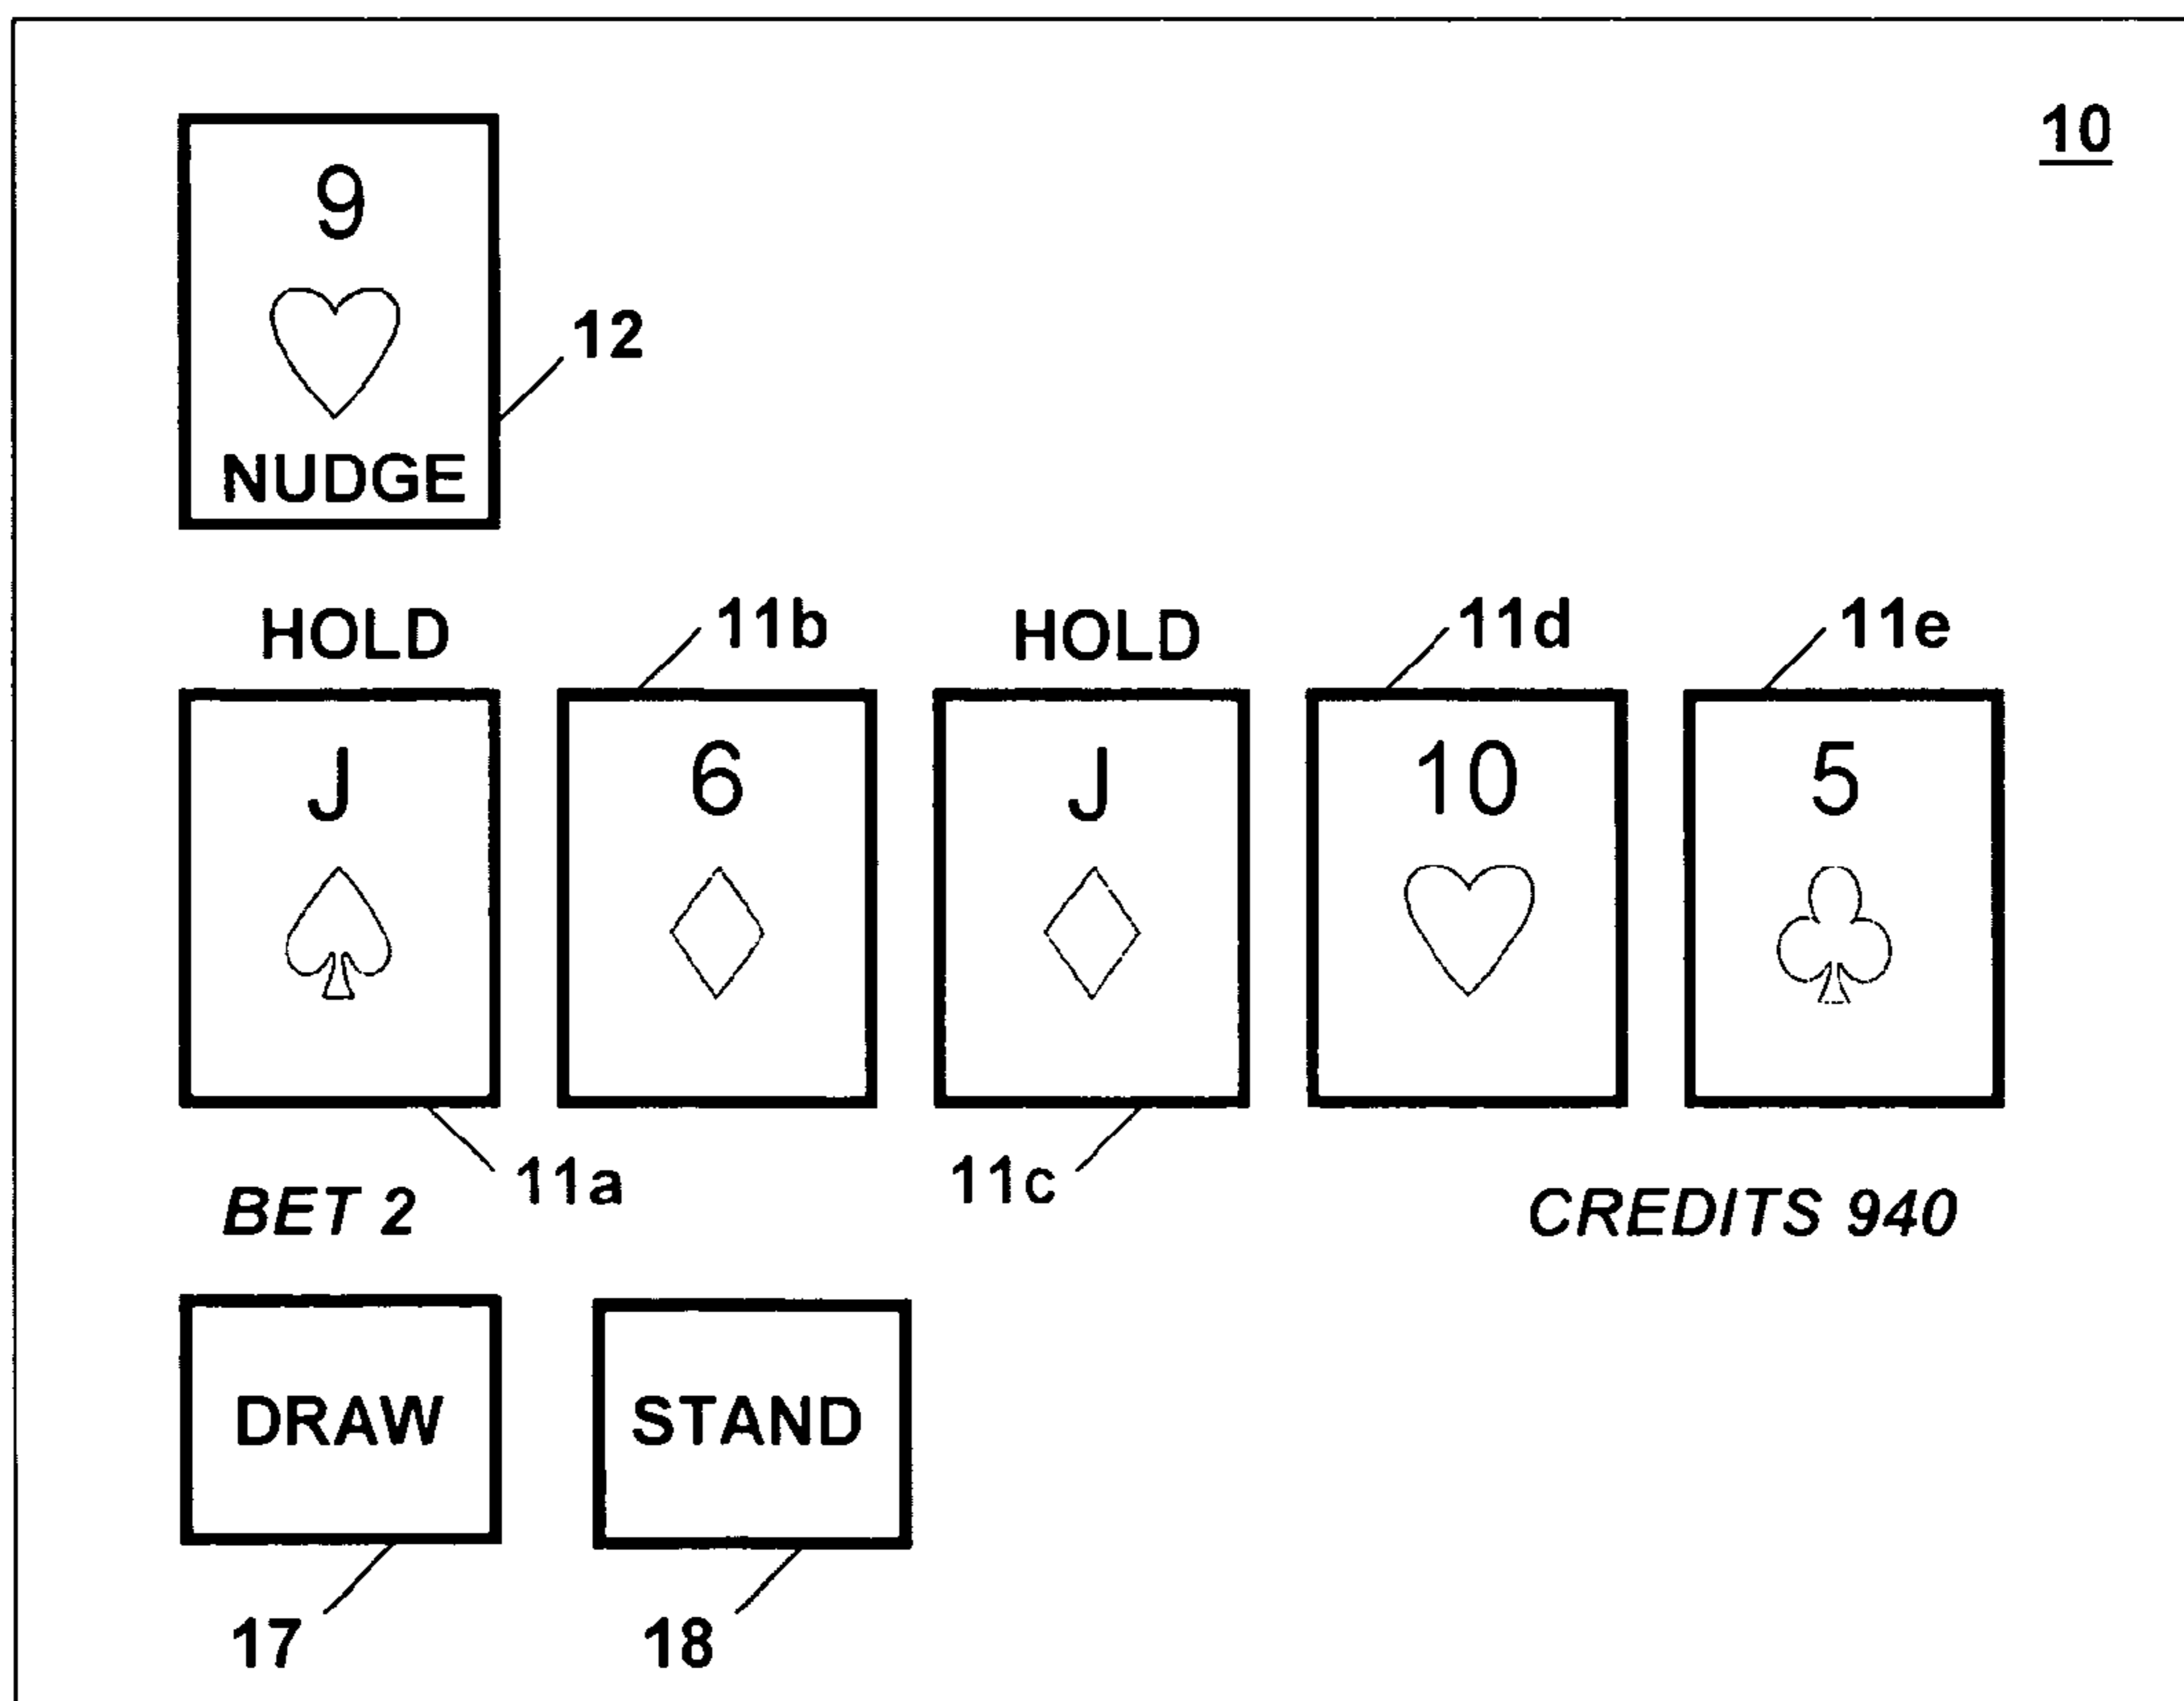 10
9
12
NUDGE
HOLD 11b HOLD 11d 11e
J 6 J 10 5
11a 11c
BET 2 CREDITS 940
DRAW STAND
17 18